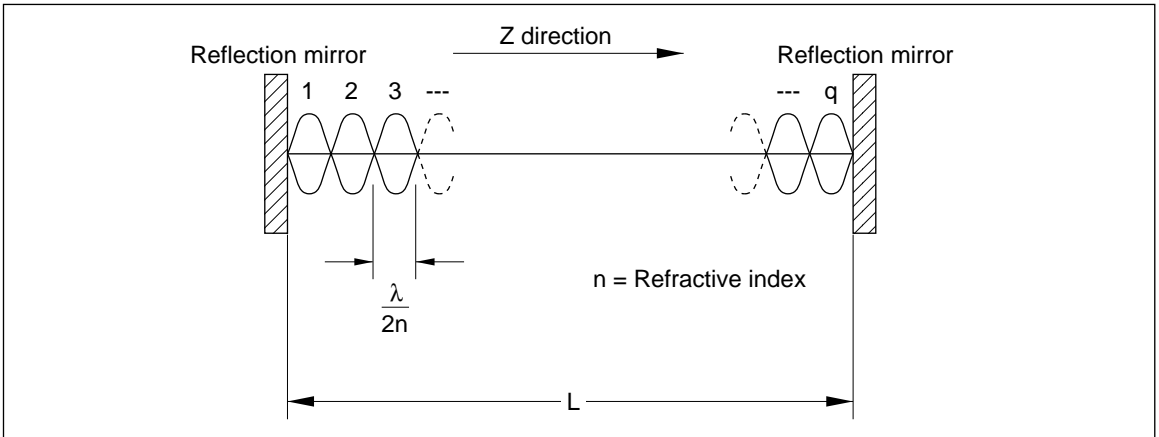 Z direction
Reflection mirror
Reflection mirror
1 2 3 --- --- q
n = Refractive index
λ
2n
L